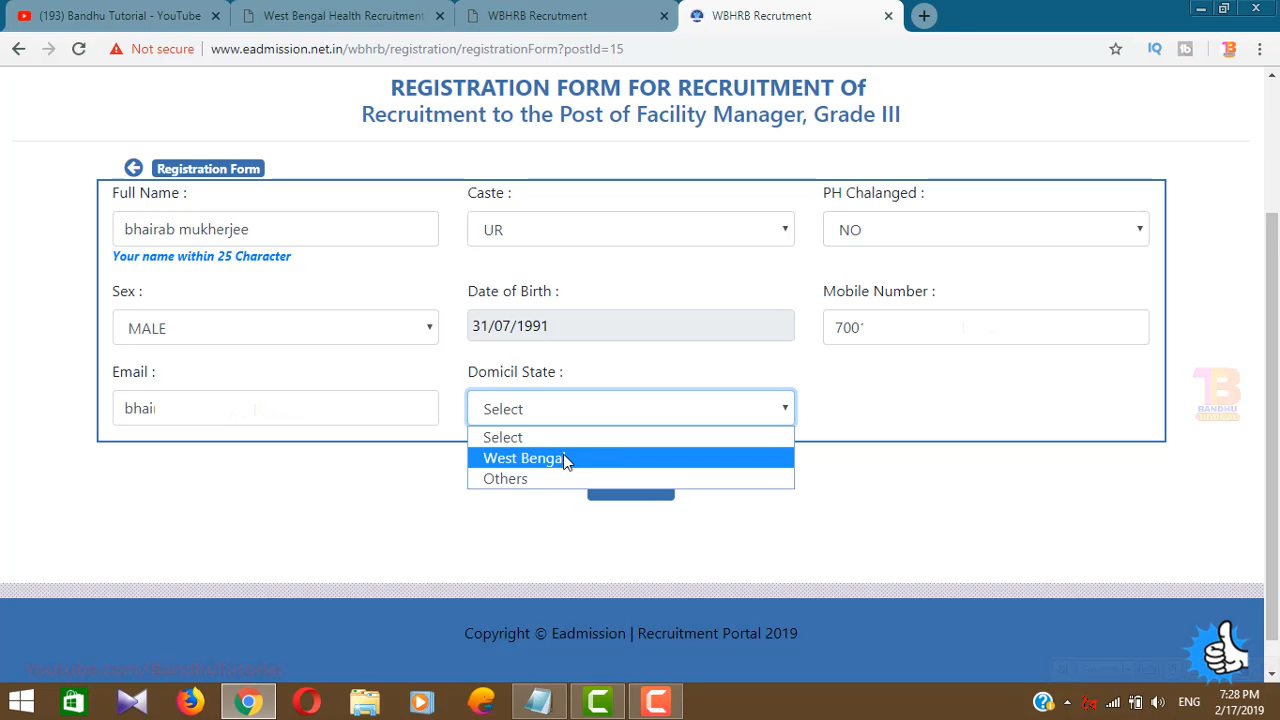 (193) Bandhu Tutorial - YouTube
West Bengal Health Recruitment
WBHRB Recruitment
WBHRB Recruitment
Not secure
www.eadmission.net.in/wbhrb/registration/registrationForm?postId=15
REGISTRATION FORM FOR RECRUITMENT Of
Recruitment to the Post of Facility Manager, Grade III
Registration Form
Full Name :
Caste :
PH Chalanged :
bhairab mukherjee
UR
NO
Your name within 25 Character
Sex :
Date of Birth :
Mobile Number :
MALE
31/07/1991
700
Email :
Domicil State :
bhair
Select
Select
West Bengal
Others
BANDHU
Copyright © Eadmission | Recruitment Portal 2019
ENG
7:28 PM
2/17/2019